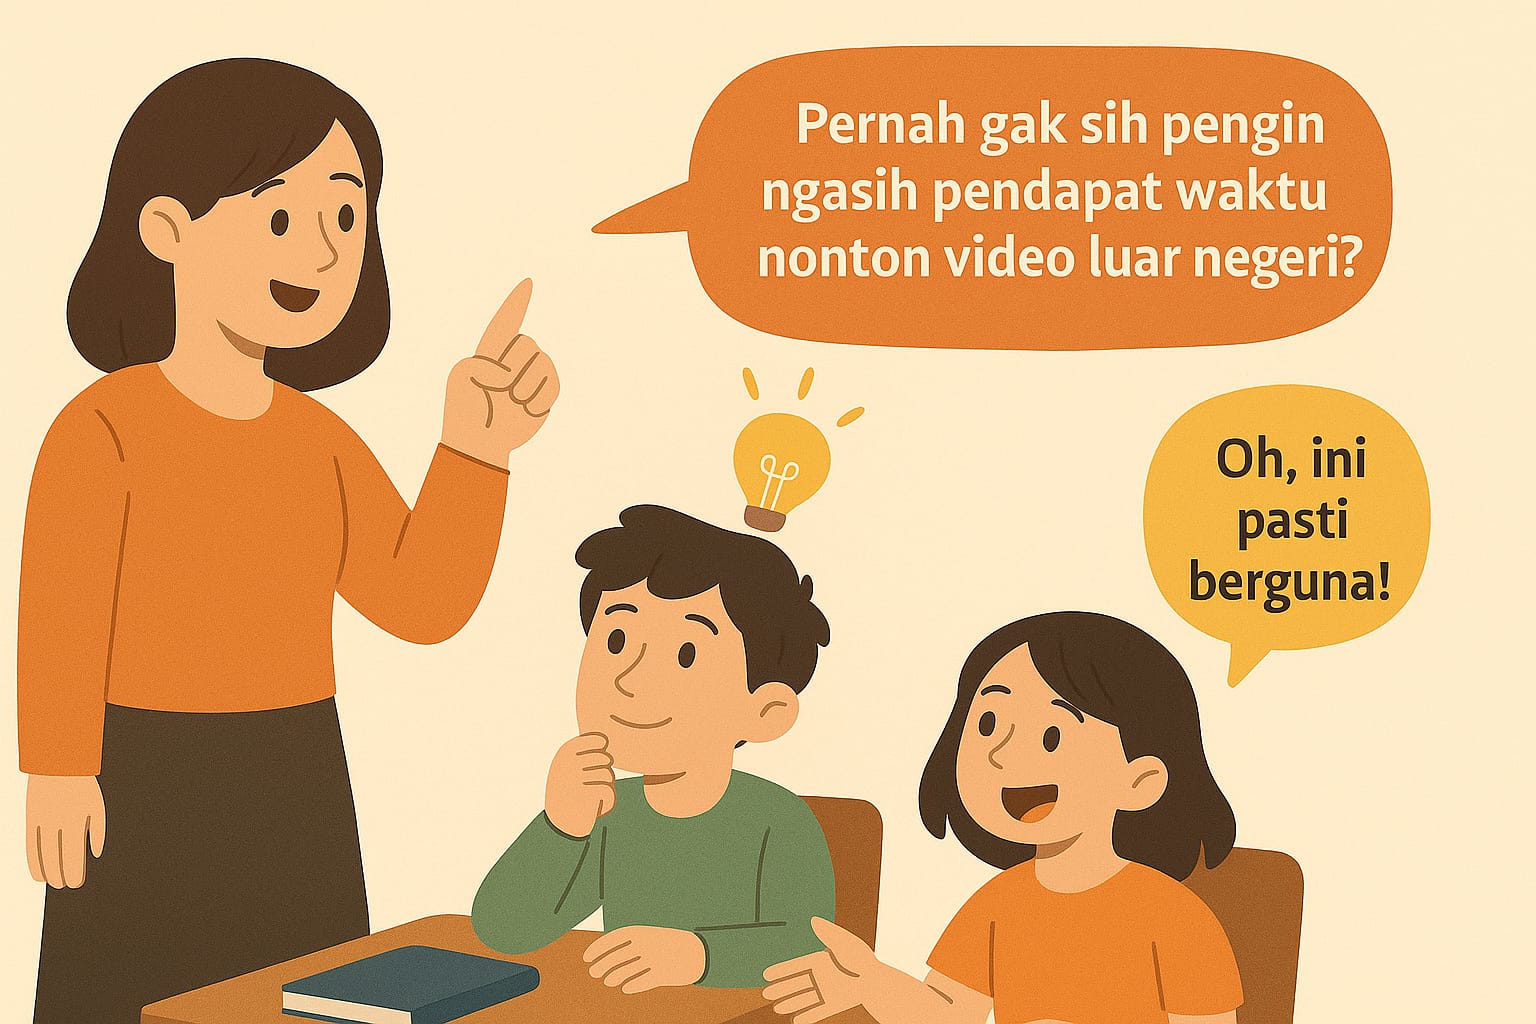 Pernah gak sih pengin
ngasih pendapat waktu
nonton video luar negeri?
Oh, ini
pasti
berguna!